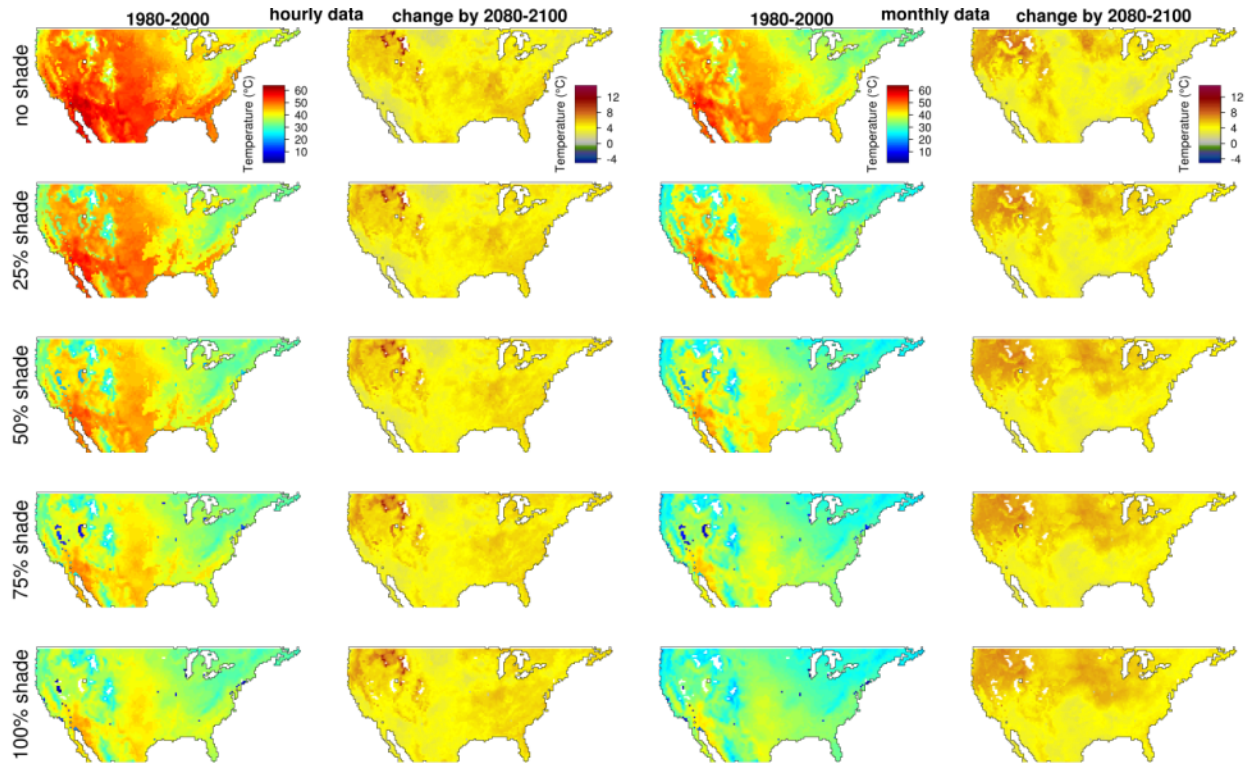 hourly data
monthly data
1980-2000
change by 2080-2100
1980-2000
change by 2080-2100
no shade
Temperature (°C)
60
50
40
30
20
10
Temperature (°C)
12
8
4
0
-4
Temperature (°C)
60
50
40
30
20
10
Temperature (°C)
12
8
4
0
-4
25% shade
50% shade
75% shade
100% shade